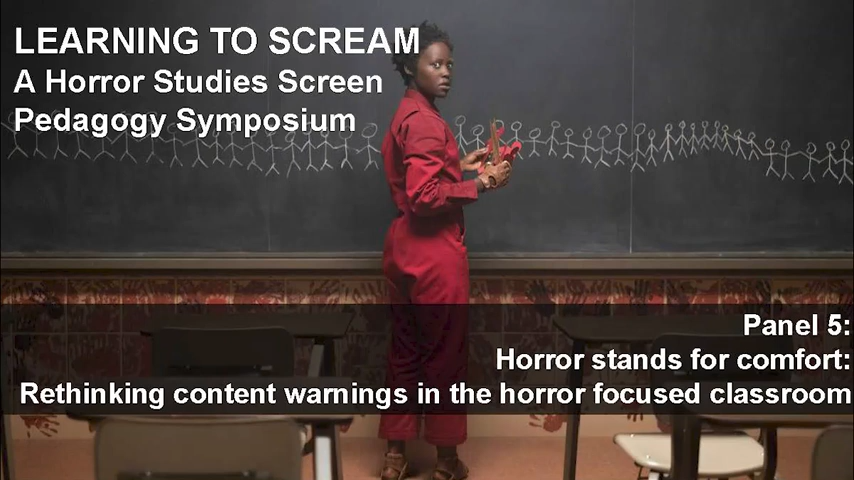 LEARNING TO SCREAM
A Horror Studies Screen
Pedagogy Symposium
Panel 5:
Horror stands for comfort:
Rethinking content warnings in the horror focused classroom